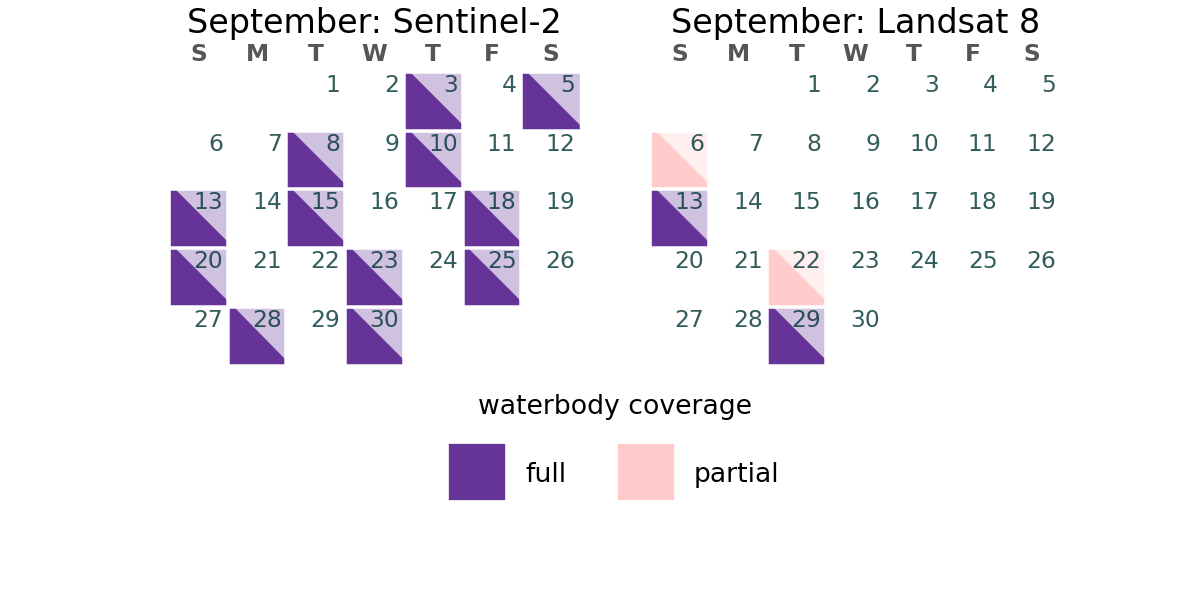 September: Sentinel-2
S M T W T F S
1 2 3 4 5
6 7 8 9 10 11 12
13 14 15 16 17 18 19
20 21 22 23 24 25 26
27 28 29 30
September: Landsat 8
S M T W T F S
1 2 3 4 5
6 7 8 9 10 11 12
13 14 15 16 17 18 19
20 21 22 23 24 25 26
27 28 29 30
waterbody coverage
full
partial